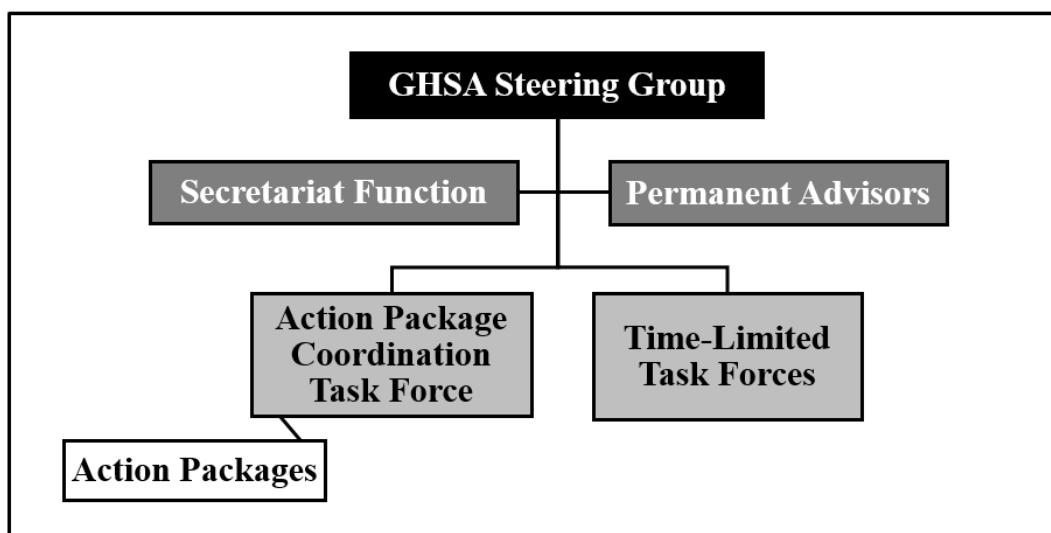 GHSA Steering Group
Secretariat Function
Permanent Advisors
Action Package
Coordination
Task Force
Time-Limited
Task Forces
Action Packages